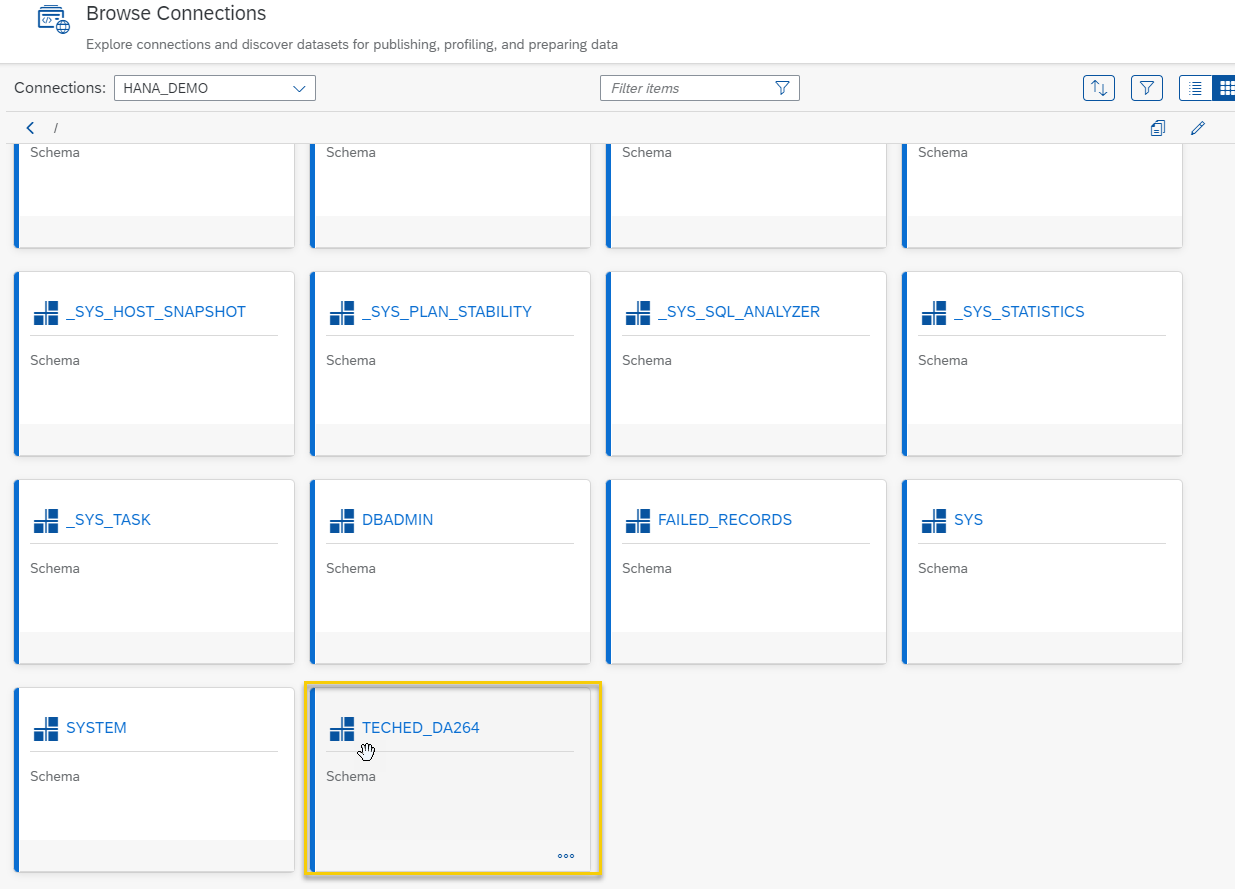 Browse Connections
Explore connections and discover datasets for publishing, profiling, and preparing data
Connections: HANA_DEMO Filter items
/
Schema Schema Schema Schema
_SYS_HOST_SNAPSHOT _SYS_PLAN_STABILITY _SYS_SQL_ANALYZER _SYS_STATISTICS
Schema Schema Schema Schema
_SYS_TASK DBADMIN FAILED_RECORDS SYS
Schema Schema Schema Schema
SYSTEM TECHED_DA264
Schema Schema